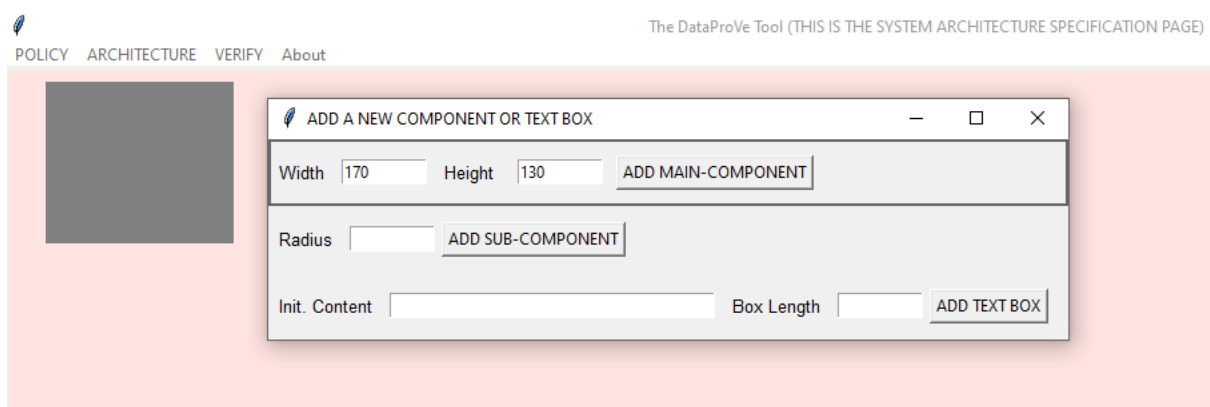 The DataProVe Tool (THIS IS THE SYSTEM ARCHITECTURE SPECIFICATION PAGE)
POLICY ARCHITECTURE VERIFY About
ADD A NEW COMPONENT OR TEXT BOX
Width 170 Height 130 ADD MAIN-COMPONENT
Radius ADD SUB-COMPONENT
Init. Content Box Length ADD TEXT BOX